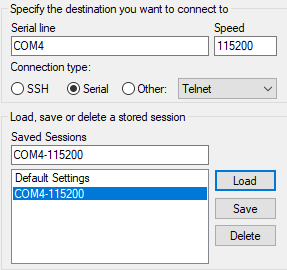 Specify the destination you want to connect to
Serial line Speed
COM4 115200
Connection type:
SSH Serial Other: Telnet
Load, save or delete a stored session
Saved Sessions
COM4-115200
Default Settings
COM4-115200
Load
Save
Delete